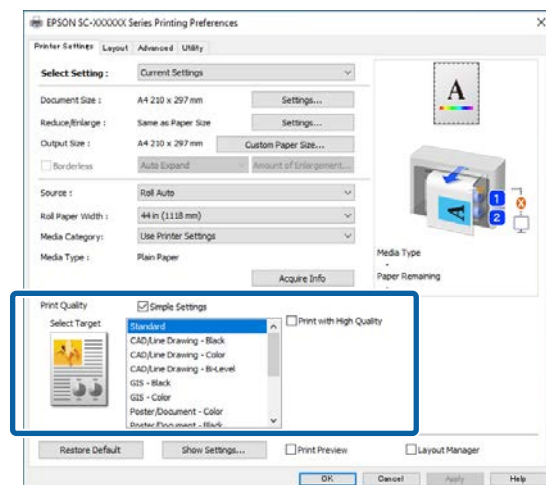 EPSON SC-XXXXXX Series Printing Preferences
Printer Settings Layout Advanced Utility
Select Setting : Current Settings
Document Size : A4 210 x 297 mm Settings...
Reduce/Enlarge : Same as Paper Size Settings...
Output Size : A4 210 x 297 mm Custom Paper Size...
Borderless Auto Expand Amount of Enlargement...
Source : Roll Auto
Roll Paper Width : 44 in (1118 mm)
Media Category: Use Printer Settings
Media Type : Plain Paper
Acquire Info
A
1
2
A
Media Type
-
Paper Remaining
-
Print Quality Simple Settings
Select Target
Standard
CAD/Line Drawing - Black
CAD/Line Drawing - Color
CAD/Line Drawing - Bi-Level
GIS - Black
GIS - Color
Poster/Document - Color
Poster/Document - Black
Print with High Quality
Restore Default Show Settings... Print Preview Layout Manager
OK Cancel Apply Help